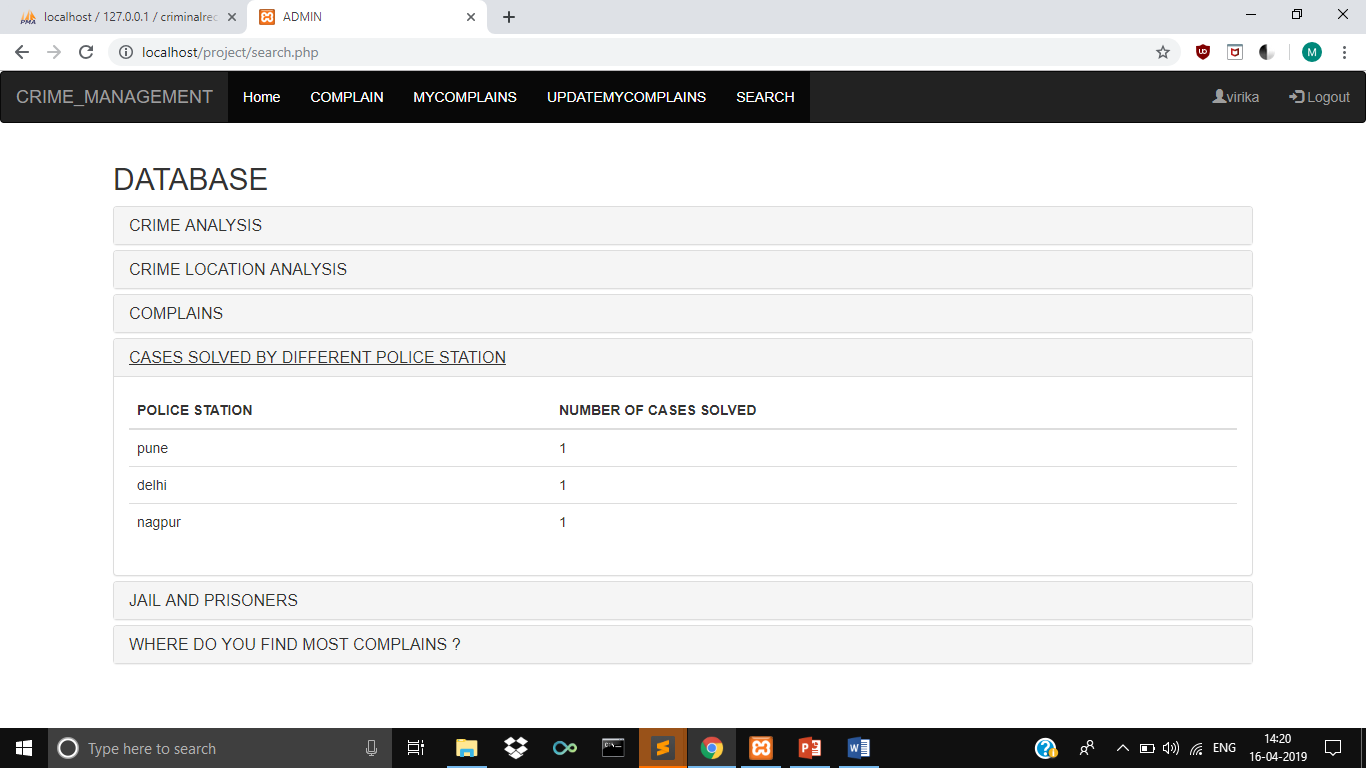 localhost / 127.0.0.1 / criminalrec
ADMIN
localhost/project/search.php
M
CRIME_MANAGEMENT Home COMPLAIN MYCOMPLAINS UPDATEMYCOMPLAINS SEARCH virika Logout
DATABASE
CRIME ANALYSIS
CRIME LOCATION ANALYSIS
COMPLAINS
CASES SOLVED BY DIFFERENT POLICE STATION
POLICE STATION NUMBER OF CASES SOLVED
pune 1
delhi 1
nagpur 1
JAIL AND PRISONERS
WHERE DO YOU FIND MOST COMPLAINS ?
Type here to search
ENG
14:20
16-04-2019